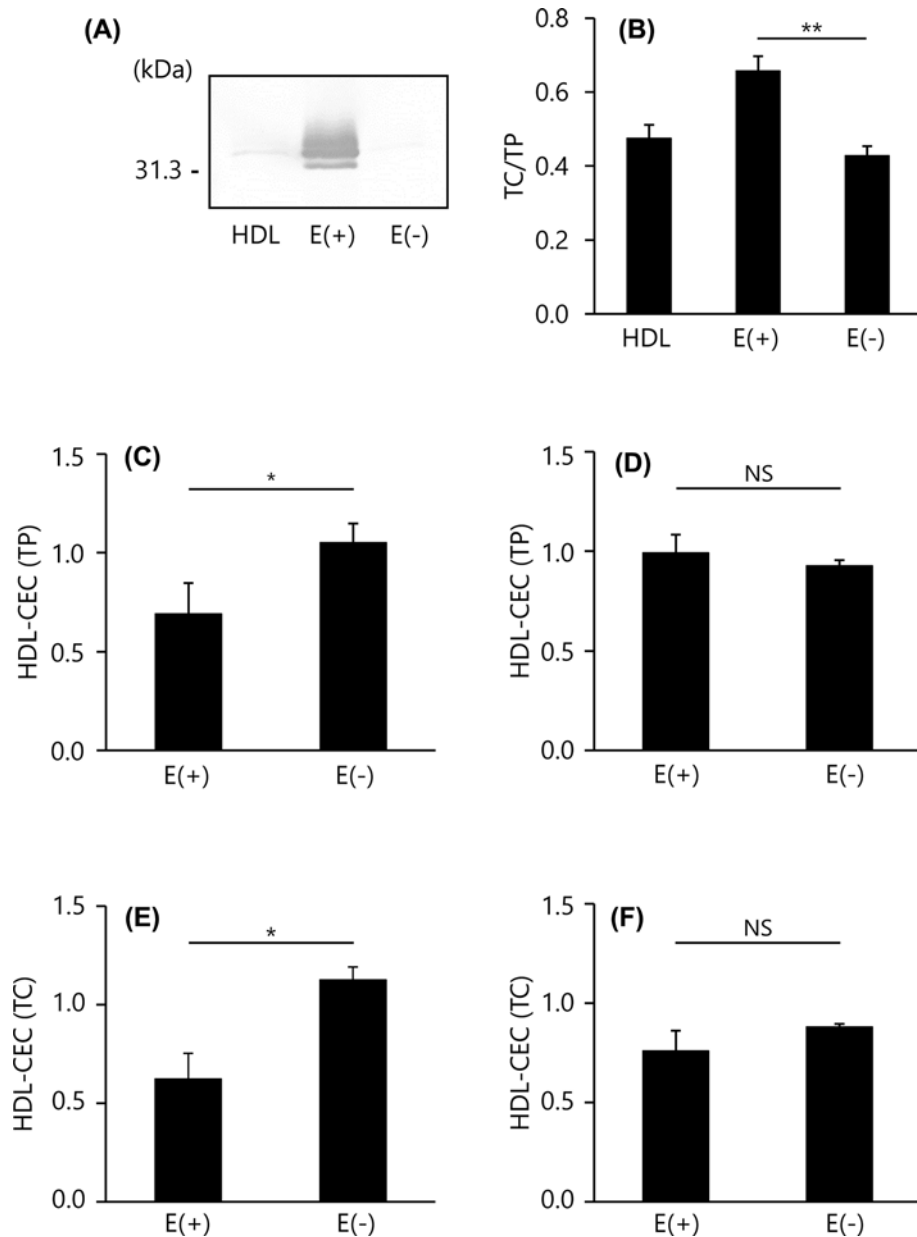 (A)
(kDa)
31.3 -
HDL E(+) E(-)
(B)
**
TC/TP
0.8
0.6
0.4
0.2
0.0
HDL E(+) E(-)
(C)
*
HDL-CEC (TP)
1.5
1.0
0.5
0.0
E(+) E(-)
(D)
NS
HDL-CEC (TP)
1.5
1.0
0.5
0.0
E(+) E(-)
(E)
*
HDL-CEC (TC)
1.5
1.0
0.5
0.0
E(+) E(-)
(F)
NS
HDL-CEC (TC)
1.5
1.0
0.5
0.0
E(+) E(-)